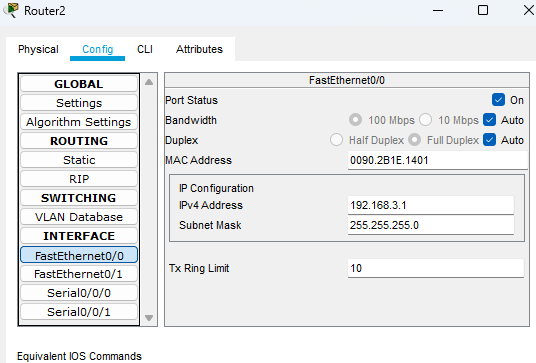 Router2
Physical Config CLI Attributes
GLOBAL
Settings
Algorithm Settings
ROUTING
Static
RIP
SWITCHING
VLAN Database
INTERFACE
FastEthernet0/0
FastEthernet0/1
Serial0/0/0
Serial0/0/1
FastEthernet0/0
Port Status On
Bandwidth 100 Mbps 10 Mbps Auto
Duplex Half Duplex Full Duplex Auto
MAC Address 0090.2B1E.1401
IP Configuration
IPv4 Address 192.168.3.1
Subnet Mask 255.255.255.0
Tx Ring Limit 10
Equivalent IOS Commands